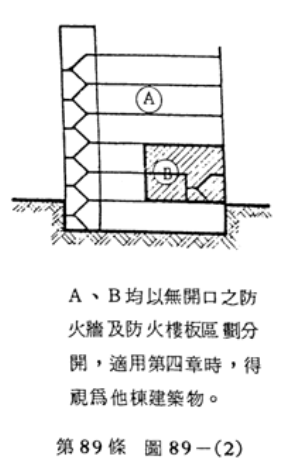 A
B
A、B均以無開口之防
火牆及防火樓板區劃分
開，適用第四章時，得
視爲他棟建築物。
第89條 圖89－(2)